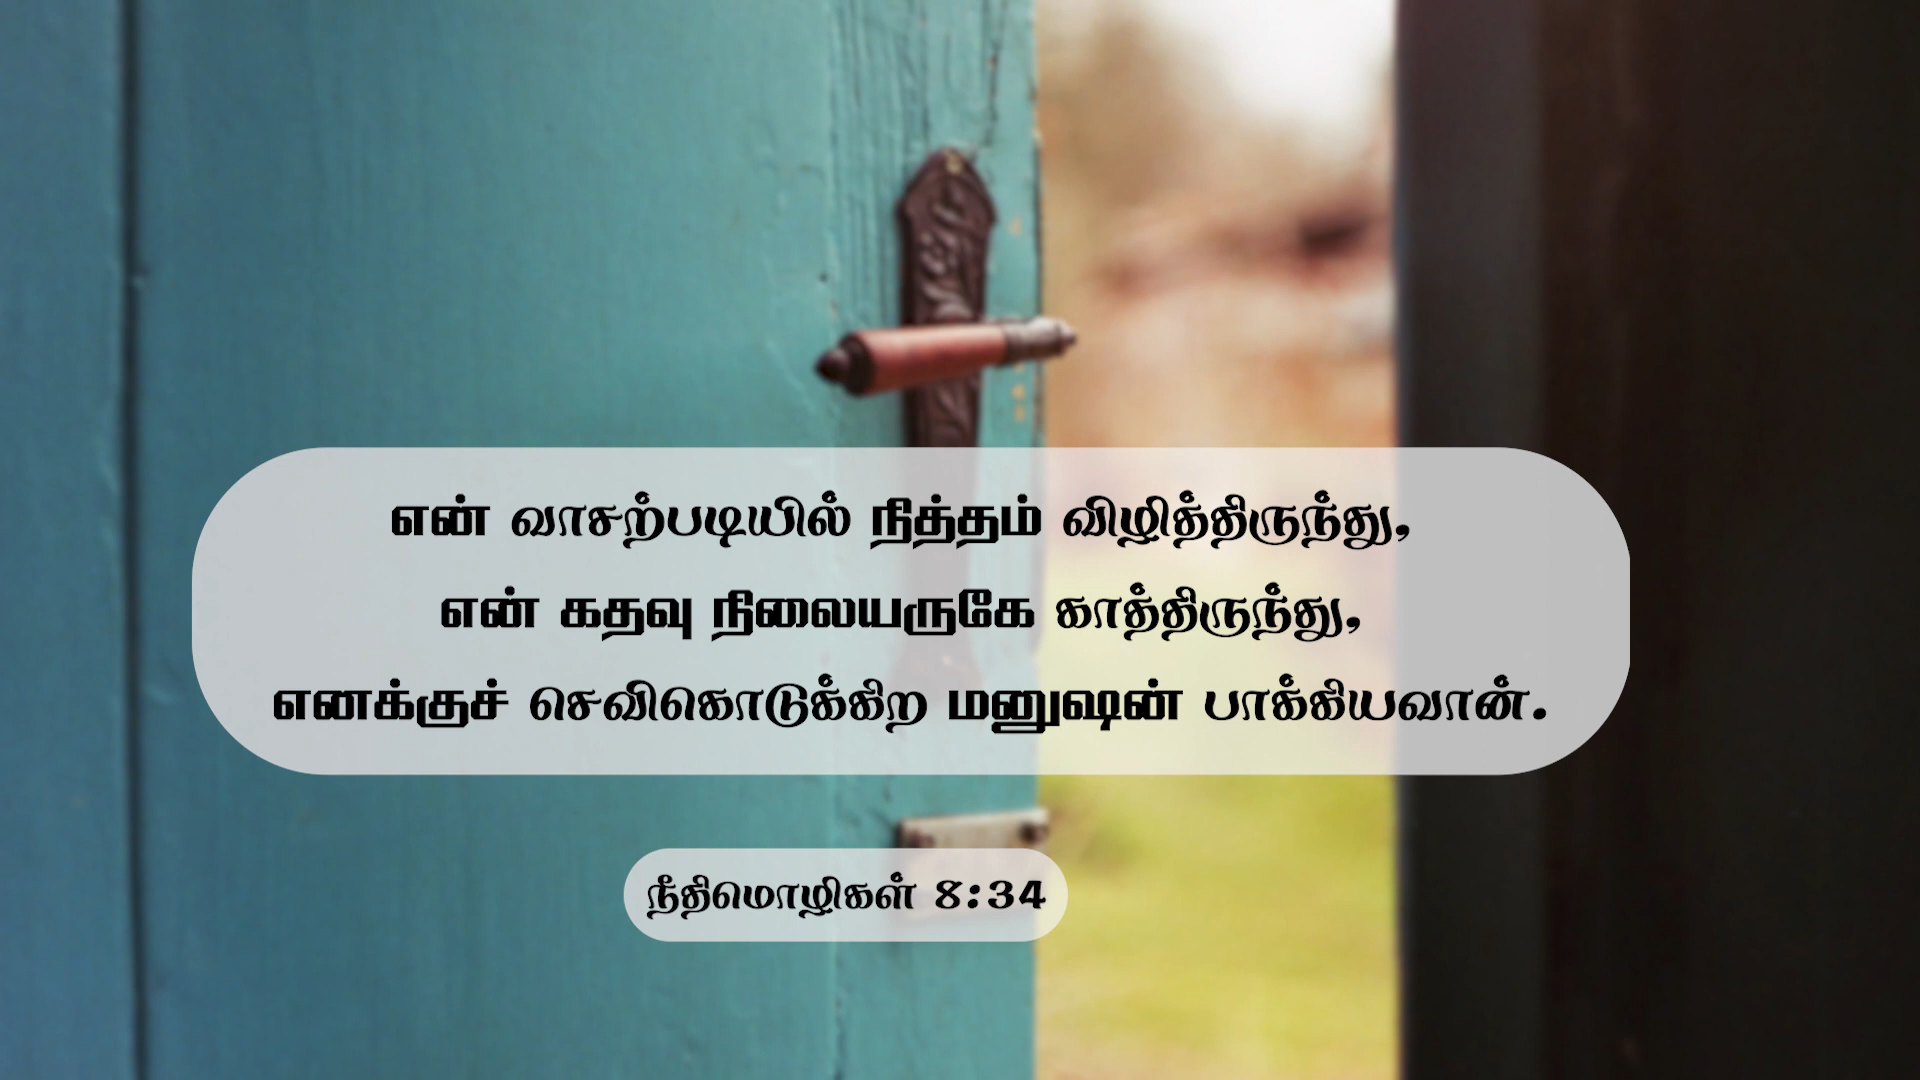 என் வாசற்படியில் நித்தம் விழித்திருந்து,
என் கதவு நிலையருகே காத்திருந்து,
எனக்குச் செவிகொடுக்கிற மனுஷன் பாக்கியவான்.
நீதிமொழிகள் 8:34